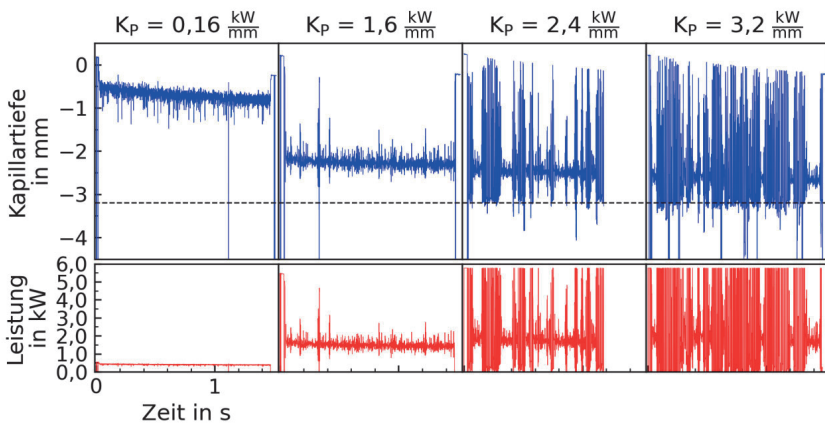 K_P = 0,16 kW/mm K_P = 1,6 kW/mm K_P = 2,4 kW/mm K_P = 3,2 kW/mm
Kapillartiefe
in mm
0
−1
−2
−3
−4
Leistung
in kW
6,0
5,0
4,0
3,0
2,0
1,0
0,0
0 1
Zeit in s